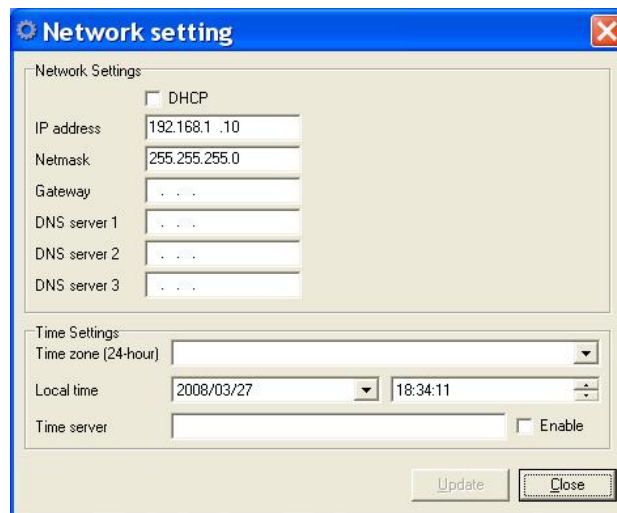 Network setting
Network Settings
DHCP
IP address 192.168.1 .10
Netmask 255.255.255.0
Gateway . . .
DNS server 1 . . .
DNS server 2 . . .
DNS server 3 . . .
Time Settings
Time zone (24-hour)
Local time 2008/03/27 18:34:11
Time server Enable
Update Close